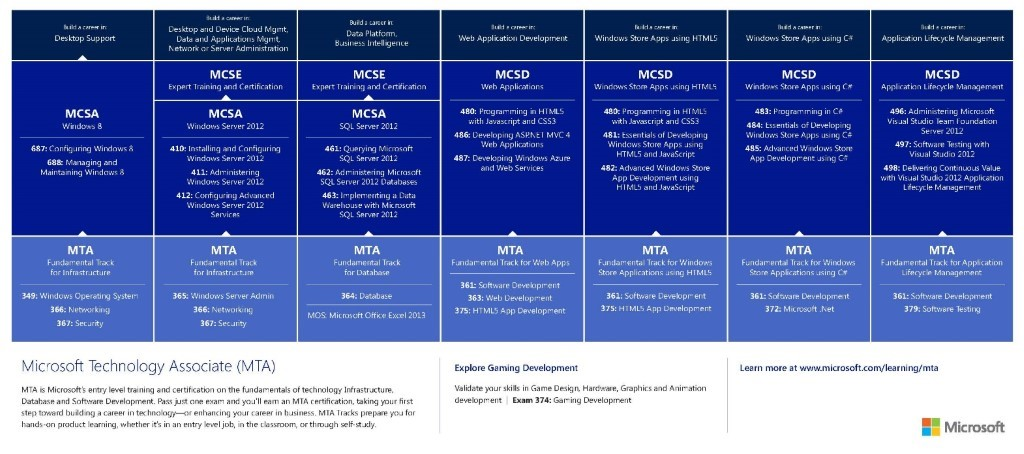 Build a career in:
Desktop Support
MCSA
Windows 8
687: Configuring Windows 8
688: Managing and
Maintaining Windows 8
MTA
Fundamental Track
for Infrastructure
349: Windows Operating System
366: Networking
367: Security
Build a career in:
Desktop and Device Cloud Mgmt,
Data and Applications Mgmt,
Network or Server Administration
MCSE
Expert Training and Certification
MCSA
Windows Server 2012
410: Installing and Configuring
Windows Server 2012
411: Administering
Windows Server 2012
412: Configuring Advanced
Windows Server 2012
Services
MTA
Fundamental Track
for Infrastructure
365: Windows Server Admin
366: Networking
367: Security
Build a career in:
Data Platform,
Business Intelligence
MCSE
Expert Training and Certification
MCSA
SQL Server 2012
461: Querying Microsoft
SQL Server 2012
462: Administering Microsoft
SQL Server 2012 Databases
463: Implementing a Data
Warehouse with Microsoft
SQL Server 2012
MTA
Fundamental Track
for Database
364: Database
MOS: Microsoft Office Excel 2013
Build a career in:
Web Application Development
MCSD
Web Applications
480: Programming in HTML5
with Javascript and CSS3
486: Developing ASP.NET MVC 4
Web Applications
487: Developing Windows Azure
and Web Services
MTA
Fundamental Track for Web Apps
361: Software Development
363: Web Development
375: HTML5 App Development
Build a career in:
Windows Store Apps using HTML5
MCSD
Windows Store Apps using HTML5
480: Programming in HTML5
with Javascript and CSS3
481: Essentials of Developing
Windows Store Apps using
HTML5 and JavaScript
482: Advanced Windows Store
App Development using
HTML5 and JavaScript
MTA
Fundamental Track for Windows
Store Applications using HTML5
361: Software Development
375: HTML5 App Development
Build a career in:
Windows Store Apps using C#
MCSD
Windows Store Apps using C#
483: Programming in C#
484: Essentials of Developing
Windows Store Apps using C#
485: Advanced Windows Store
App Development using C#
MTA
Fundamental Track for Windows
Store Applications using C#
361: Software Development
372: Microsoft .Net
Build a career in:
Application Lifecycle Management
MCSD
Application Lifecycle Management
496: Administering Microsoft
Visual Studio Team Foundation
Server 2012
497: Software Testing with
Visual Studio 2012
498: Delivering Continuous Value
with Visual Studio 2012 Application
Lifecycle Management
MTA
Fundamental Track for Application
Lifecycle Management
361: Software Development
379: Software Testing
Microsoft Technology Associate (MTA)
MTA is Microsoft's entry level training and certification on the fundamentals of technology Infrastructure,
Database and Software Development. Pass just one exam and you'll earn an MTA certification, taking your first
step toward building a career in technology—or enhancing your career in business. MTA Tracks prepare you for
hands-on product learning, whether it's in an entry level job, in the classroom, or through self-study.
Explore Gaming Development
Validate your skills in Game Design, Hardware, Graphics and Animation
development | Exam 374: Gaming Development
Learn more at www.microsoft.com/learning/mta
Microsoft